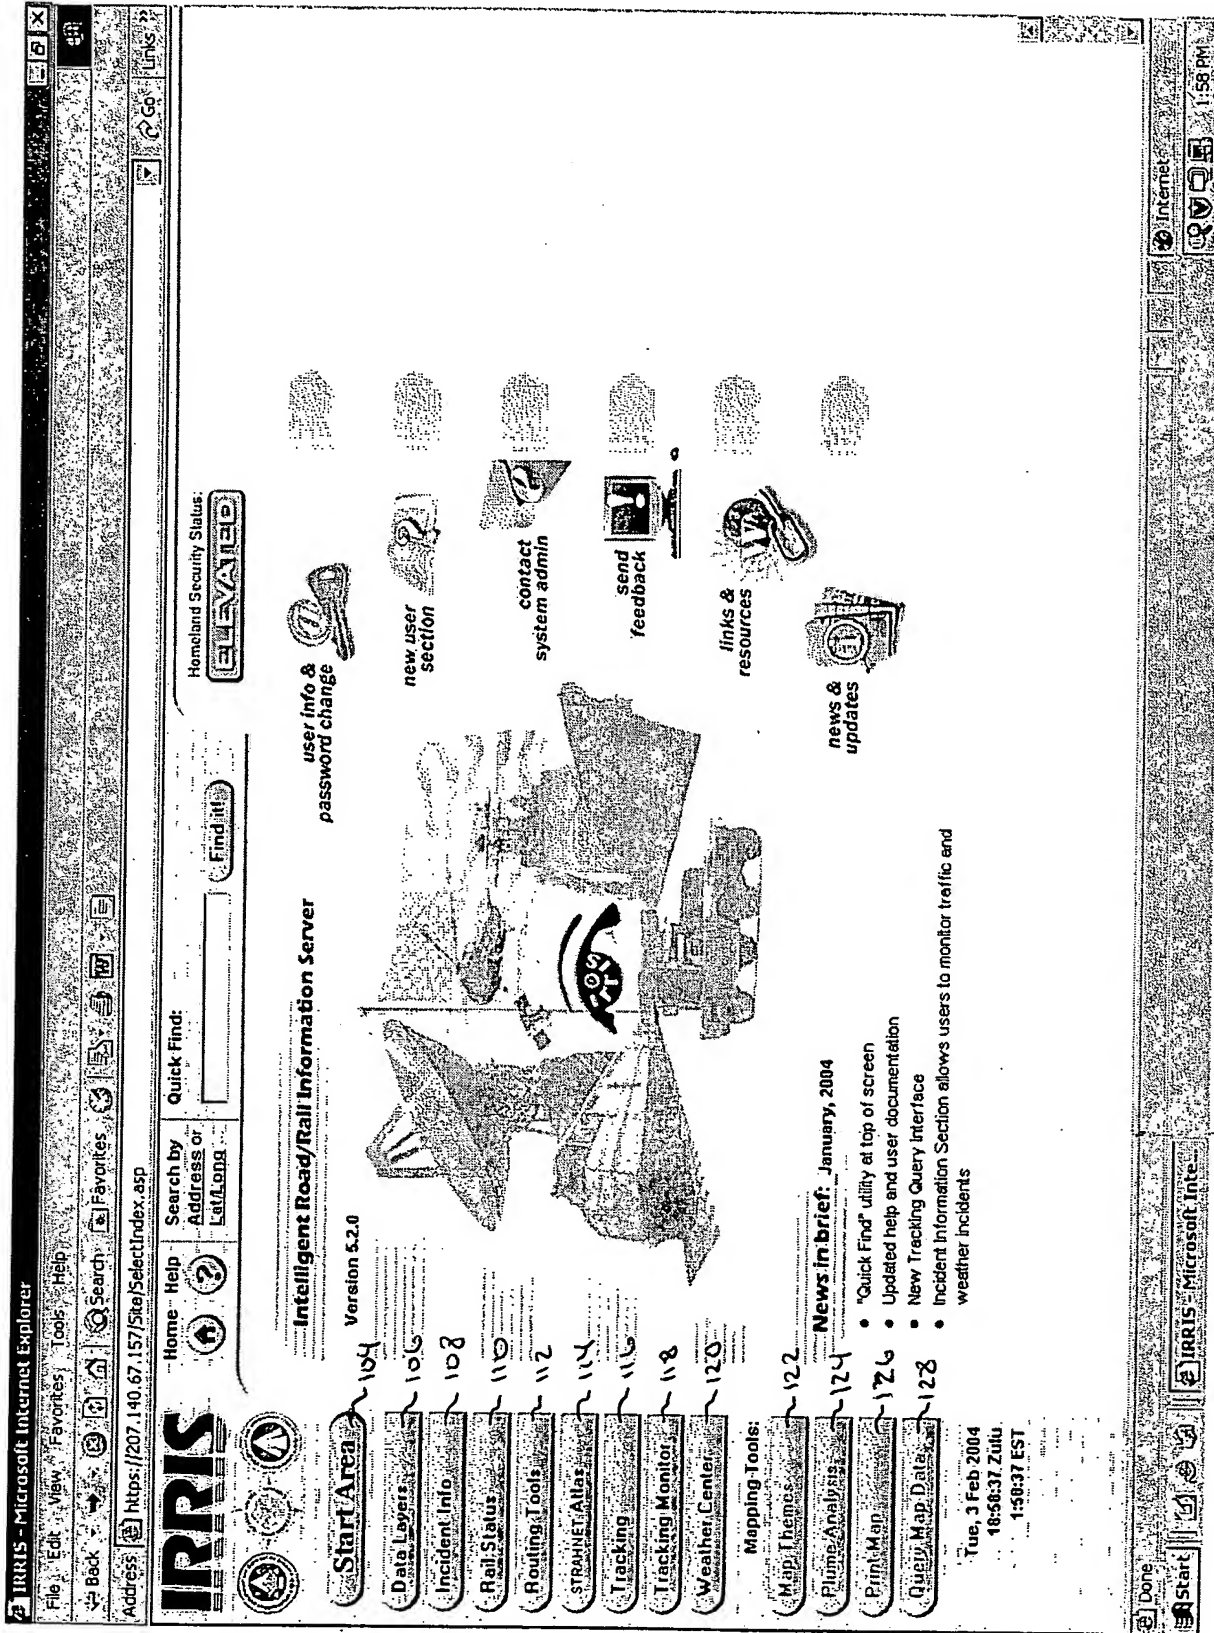 IRRIS - Microsoft Internet Explorer
File Edit View Favorites Tools Help
Back Search Favorites
Address https://207.140.67.157/Site/SelectIndex.asp Go Links »
IRRIS
Home Help
Search by
Address or
Lat/Long
Quick Find:
Find it!
Homeland Security Status:
ELEVATED
Start Area 104
Data Layers 106
Incident Info 108
Rail Status 110
Routing Tools 112
STRAHNET Atlas 114
Tracking 116
Tracking Monitor 118
Weather Center 120
Mapping Tools:
Map Themes 122
Plume Analysis 124
Print Map 126
Query Map Data 128
Tue, 3 Feb 2004
18:58:37 Zulu
1:58:37 EST
Intelligent Road/Rail Information Server
Version 5.2.0
user info &
password change
new user
section
contact
system admin
send
feedback
links &
resources
news &
updates
News in brief: January, 2004
• "Quick Find" utility at top of screen
• Updated help and user documentation
• New Tracking Query Interface
• Incident Information Section allows users to monitor traffic and
weather incidents
Done Internet
Start IRRIS - Microsoft Inte... 1:58 PM